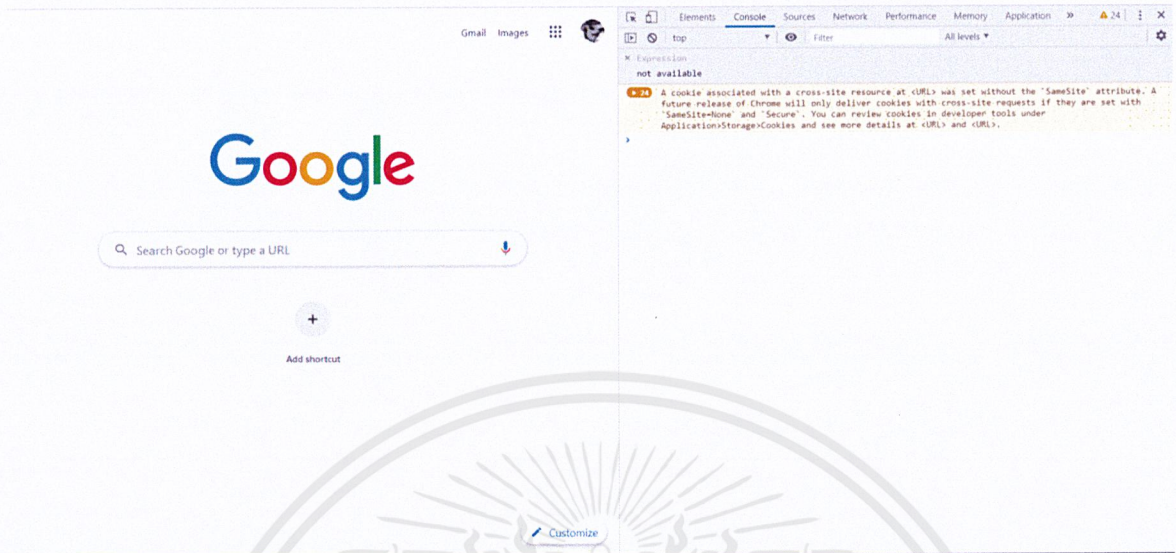 Gmail Images
Google
Search Google or type a URL
+
Add shortcut
Customize
Elements Console Sources Network Performance Memory Application » 24
top Filter All levels
× Expression
not available
24 A cookie associated with a cross-site resource at <URL> was set without the `SameSite` attribute. A
future release of Chrome will only deliver cookies with cross-site requests if they are set with
`SameSite=None` and `Secure`. You can review cookies in developer tools under
Application>Storage>Cookies and see more details at <URL> and <URL>.